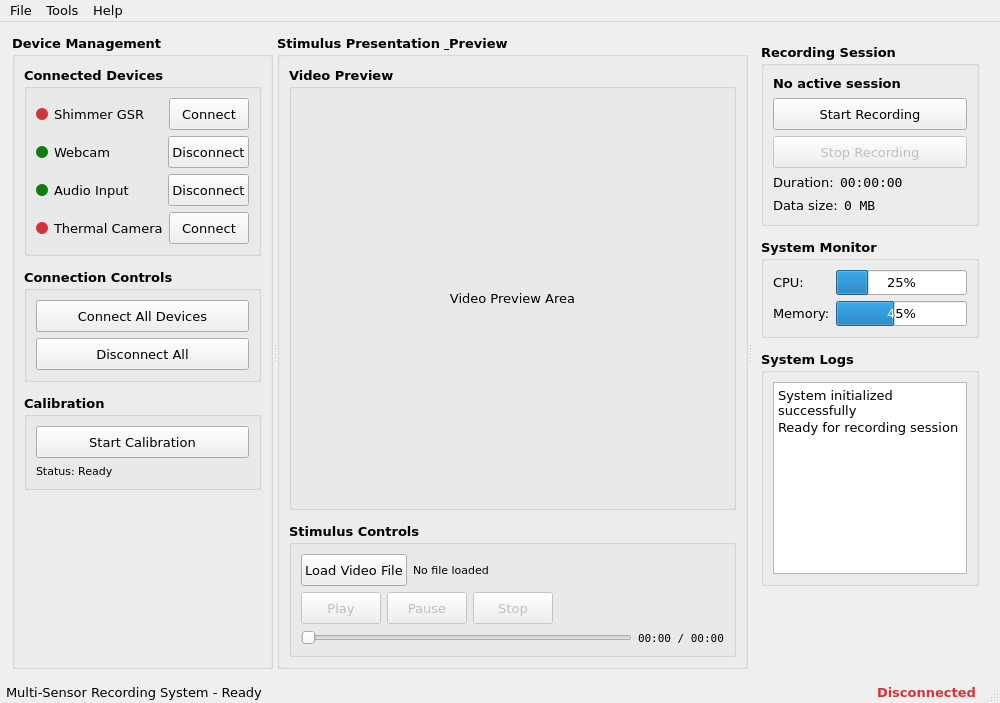 File Tools Help
Device Management
Connected Devices
Shimmer GSR Connect
Webcam Disconnect
Audio Input Disconnect
Thermal Camera Connect
Connection Controls
Connect All Devices
Disconnect All
Calibration
Start Calibration
Status: Ready
Stimulus Presentation _Preview
Video Preview
Video Preview Area
Stimulus Controls
Load Video File No file loaded
Play Pause Stop
00:00 / 00:00
Recording Session
No active session
Start Recording
Stop Recording
Duration: 00:00:00
Data size: 0 MB
System Monitor
CPU: 25%
Memory: 45%
System Logs
System initialized
successfully
Ready for recording session
Multi-Sensor Recording System - Ready Disconnected